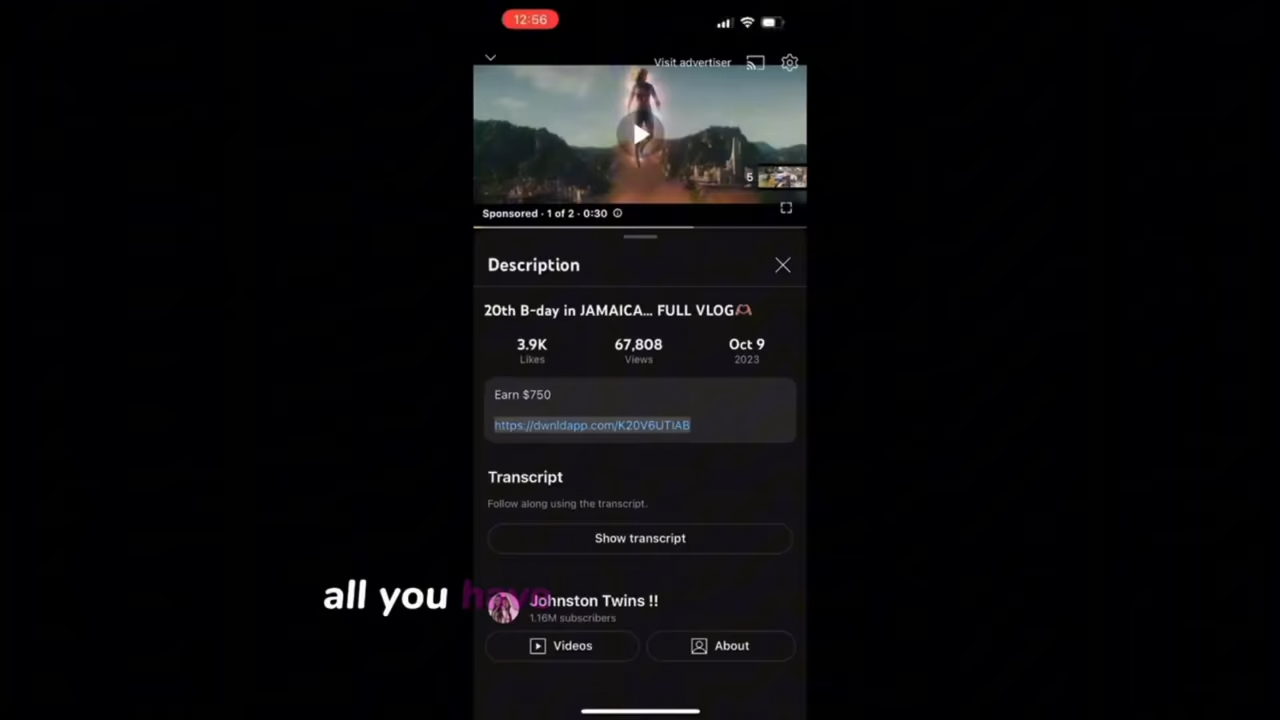 12:56
Visit advertiser
5
Sponsored · 1 of 2 · 0:30
Description
20th B-day in JAMAICA... FULL VLOG
3.9K
67,808
Oct 9
Likes
Views
2023
Earn $750
https://dwnldapp.com/K20V6UTIAB
Transcript
Follow along using the transcript.
Show transcript
all you have
Johnston Twins !!
1.16M subscribers
Videos
About